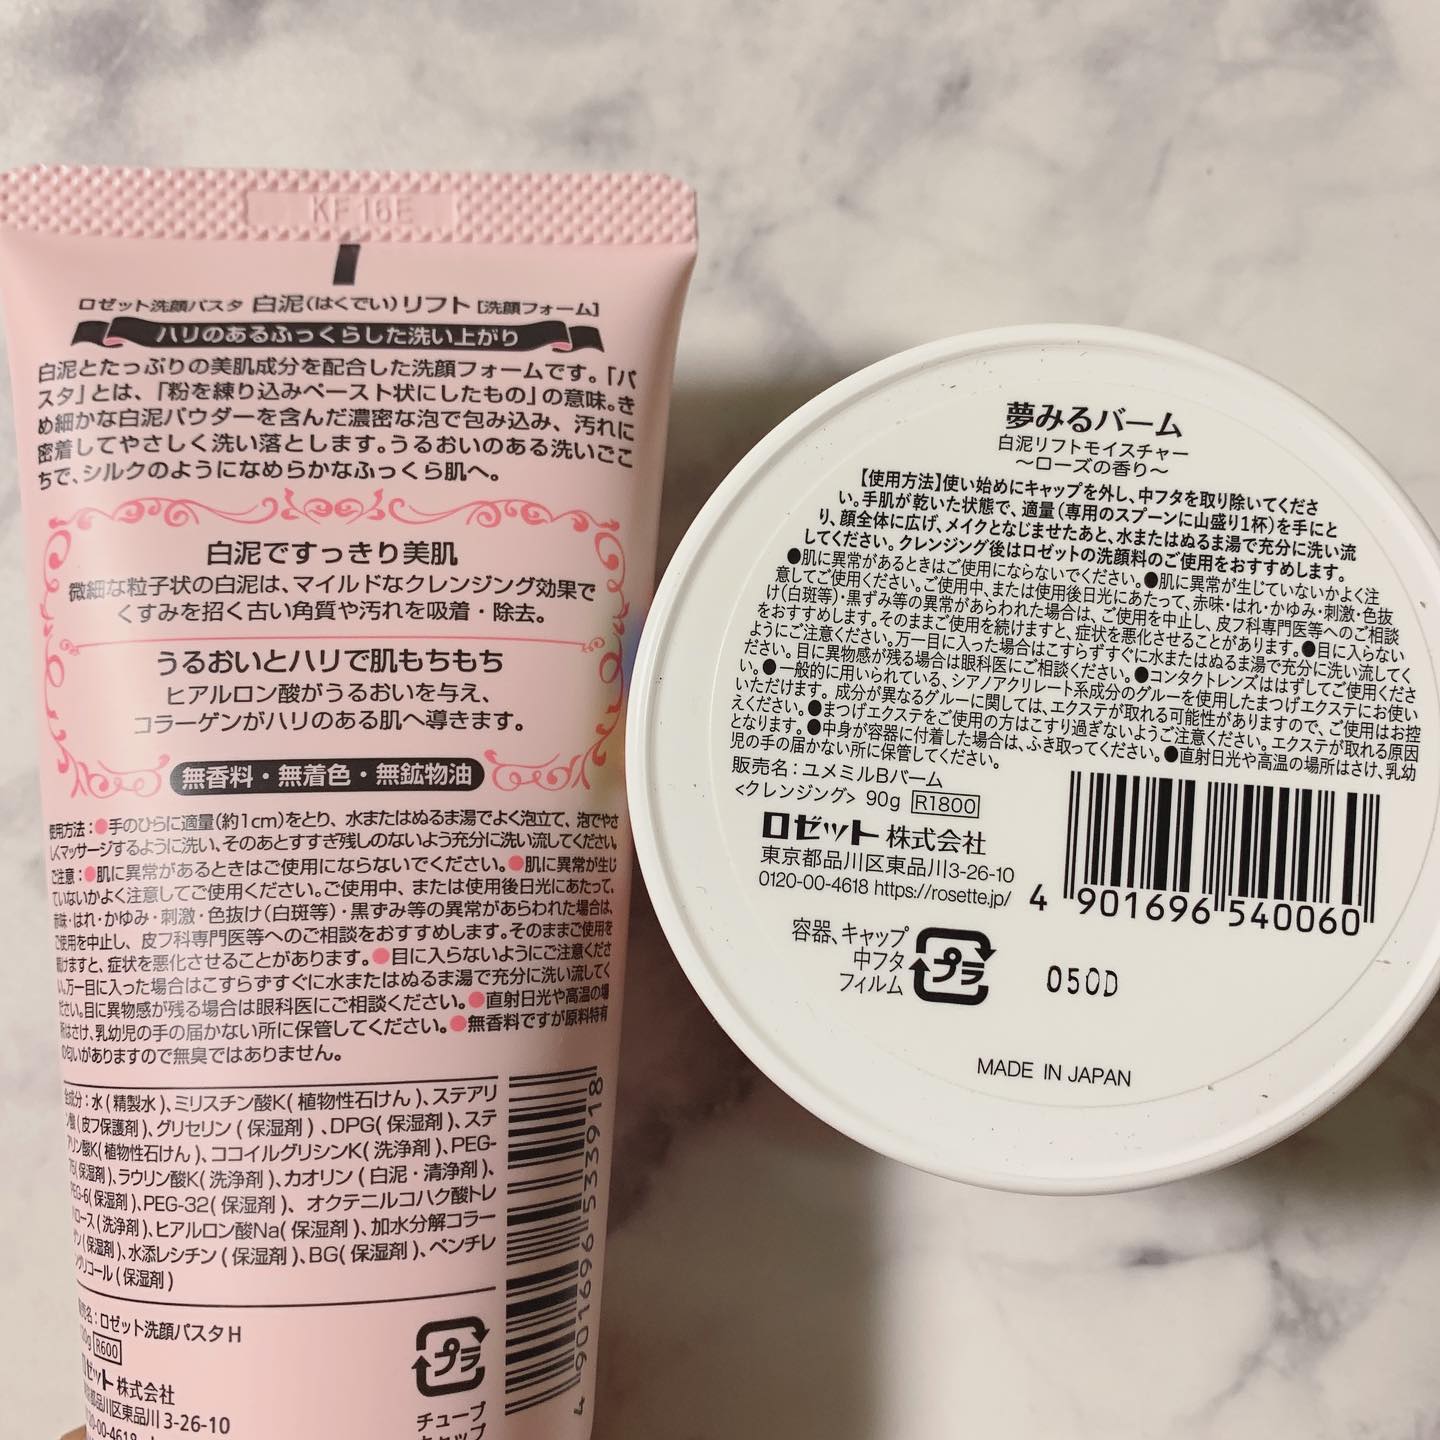 KF16E
ロゼット洗顔パスタ 白泥(はくでい)リフト [洗顔フォーム]
ハリのあるふっくらした洗い上がり
白泥とたっぷりの美肌成分を配合した洗顔フォームです。「パ
スタ」とは、「粉を練り込みペースト状にしたもの」の意味。き
め細かな白泥パウダーを含んだ濃密な泡で包み込み、汚れに
密着してやさしく洗い落とします。うるおいのある洗いごこ
ちで、シルクのようになめらかなふっくら肌へ。
白泥ですっきり美肌
微細な粒子状の白泥は、マイルドなクレンジング効果で
くすみを招く古い角質や汚れを吸着・除去。
うるおいとハリで肌もちもち
ヒアルロン酸がうるおいを与え、
コラーゲンがハリのある肌へ導きます。
無香料・無着色・無鉱物油
使用方法:●手のひらに適量(約1cm)をとり、水またはぬるま湯でよく泡立て、泡でやさ
しくマッサージするように洗い、そのあとすすぎ残しのないよう充分に洗い流してください。
ご注意:●肌に異常があるときはご使用にならないでください。●肌に異常が生じ
ていないかよく注意してご使用ください。ご使用中、または使用後日光にあたって、
赤味・はれ・かゆみ・刺激・色抜け(白斑等)・黒ずみ等の異常があらわれた場合は、
ご使用を中止し、皮フ科専門医等へのご相談をおすすめします。そのままご使用を
続けますと、症状を悪化させることがあります。●目に入らないようにご注意くださ
い。万一目に入った場合はこすらずすぐに水またはぬるま湯で充分に洗い流してく
ださい。目に異物感が残る場合は眼科医にご相談ください。●直射日光や高温の場
所はさけ、乳幼児の手の届かない所に保管してください。●無香料ですが原料特有
の匂いがありますので無臭ではありません。
全成分:水(精製水)、ミリスチン酸K(植物性石けん)、ステアリ
ン酸(皮フ保護剤)、グリセリン(保湿剤)、DPG(保湿剤)、ステ
アリン酸K(植物性石けん)、ココイルグリシンK(洗浄剤)、PEG-
75(保湿剤)、ラウリン酸K(洗浄剤)、カオリン(白泥・清浄剤)、
PEG-6(保湿剤)、PEG-32(保湿剤)、オクテニルコハク酸トレ
ハロース(洗浄剤)、ヒアルロン酸Na(保湿剤)、加水分解コラー
ゲン(保湿剤)、水添レシチン(保湿剤)、BG(保湿剤)、ペンチレ
ングリコール(保湿剤)
販売名:ロゼット洗顔パスタH
R600
ロゼット株式会社
東京都品川区東品川3-26-10
プラ
チューブ
キャップ
4 901696 533918
夢みるバーム
白泥リフトモイスチャー
〜ローズの香り〜
【使用方法】使い始めにキャップを外し、中フタを取り除いてくださ
い。手肌が乾いた状態で、適量(専用のスプーンに山盛り1杯)を手にと
り、顔全体に広げ、メイクとなじませたあと、水またはぬるま湯で充分に洗い流
してください。クレンジング後はロゼットの洗顔料のご使用をおすすめします。
●肌に異常があるときはご使用にならないでください。●肌に異常が生じていないかよく注
意してご使用ください。ご使用中、または使用後日光にあたって、赤味・はれ・かゆみ・刺激・色抜
け(白斑等)・黒ずみ等の異常があらわれた場合は、ご使用を中止し、皮フ科専門医等へのご相談
をおすすめします。そのままご使用を続けますと、症状を悪化させることがあります。●目に入らない
ようにご注意ください。万一目に入った場合はこすらずすぐに水またはぬるま湯で充分に洗い流してく
ださい。目に異物感が残る場合は眼科医にご相談ください。●コンタクトレンズははずしてご使用くださ
い。●一般的に用いられている、シアノアクリレート系成分のグルーを使用したまつげエクステにお使い
いただけます。成分が異なるグルーに関しては、エクステが取れる可能性がありますので、ご使用はお控
えください。●まつげエクステをご使用の方はこすり過ぎないようご注意ください。エクステが取れる原因
となります。●中身が容器に付着した場合は、ふき取ってください。●直射日光や高温の場所はさけ、乳幼
児の手の届かない所に保管してください。
販売名:ユメミルBバーム
<クレンジング> 90g R1800
ロゼット株式会社
東京都品川区東品川3-26-10
0120-00-4618 https://rosette.jp/
4 901696 540060
容器、キャップ
中フタ
フィルム
プラ
050D
MADE IN JAPAN